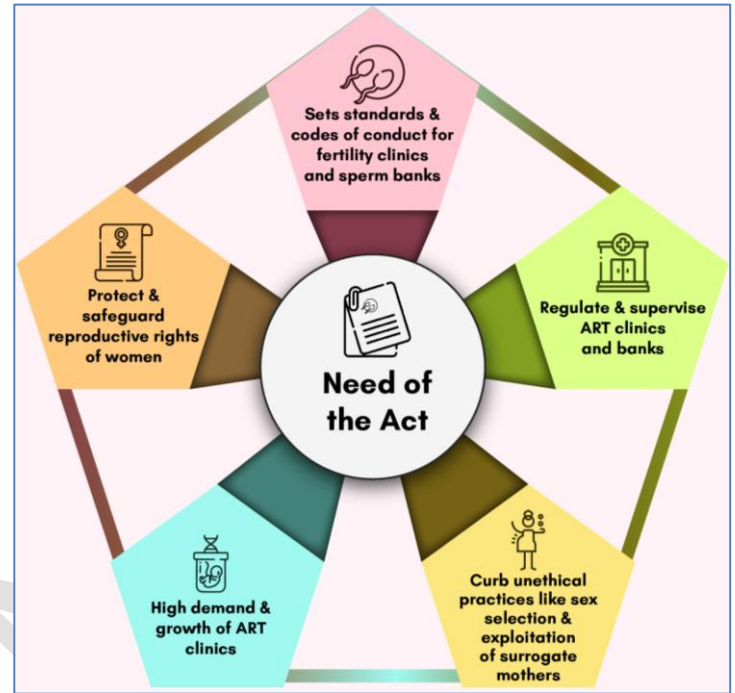 Sets standards &
codes of conduct for
fertility clinics
and sperm banks
Protect &
safeguard
reproductive rights
of women
Regulate & supervise
ART clinics
and banks
Need of
the Act
High demand &
growth of ART
clinics
Curb unethical
practices like sex
selection &
exploitation
of surrogate
mothers